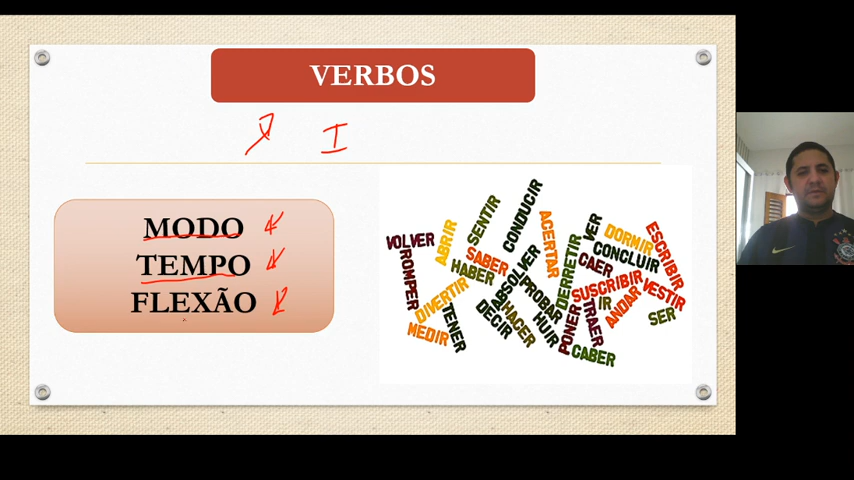 VERBOS
I
MODO
TEMPO
FLEXÃO
VOLVER
ROMPER
ABRIR
SENTIR
CONDUCIR
ACERTAR
SABER
HABER
ABSOLVER
DIVERTIR
MEDIR
TENER
DECIR
HACER
PROBAR
HUIR
DERRETIR
VER
DORMIR
CONCLUIR
CAER
ESCRIBIR
SUSCRIBIR
VESTIR
IR
ANDAR
TRAER
PONER
CABER
SER